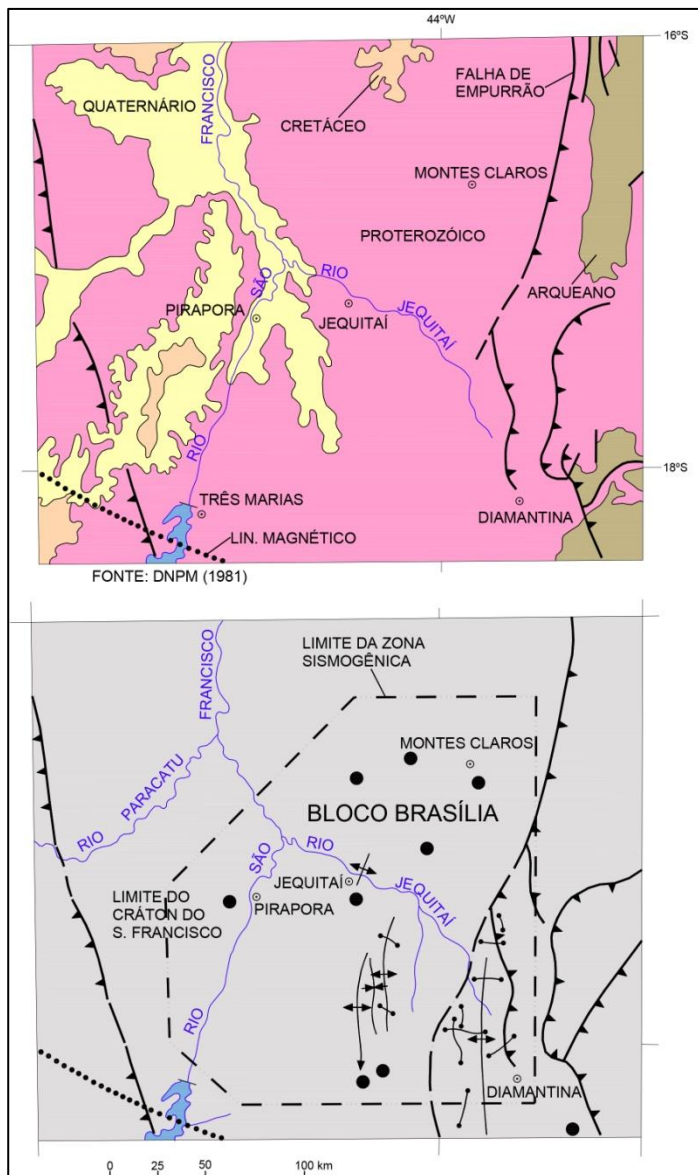 44ºW
16ºS
FALHA DE
EMPURRÃO
QUATERNÁRIO
FRANCISCO
CRETÁCEO
MONTES CLAROS
PROTEROZÓICO
SÃO
RIO
ARQUEANO
PIRAPORA
JEQUITAÍ
JEQUITAÍ
RIO
18ºS
TRÊS MARIAS
DIAMANTINA
LIN. MAGNÉTICO
FONTE: DNPM (1981)
LIMITE DA ZONA
SISMOGÊNICA
FRANCISCO
MONTES CLAROS
PARACATU
RIO
BLOCO BRASÍLIA
SÃO
RIO
JEQUITAÍ
JEQUITAÍ
LIMITE DO
CRÁTON DO
S. FRANCISCO
PIRAPORA
RIO
DIAMANTINA
0 25 50 100 km